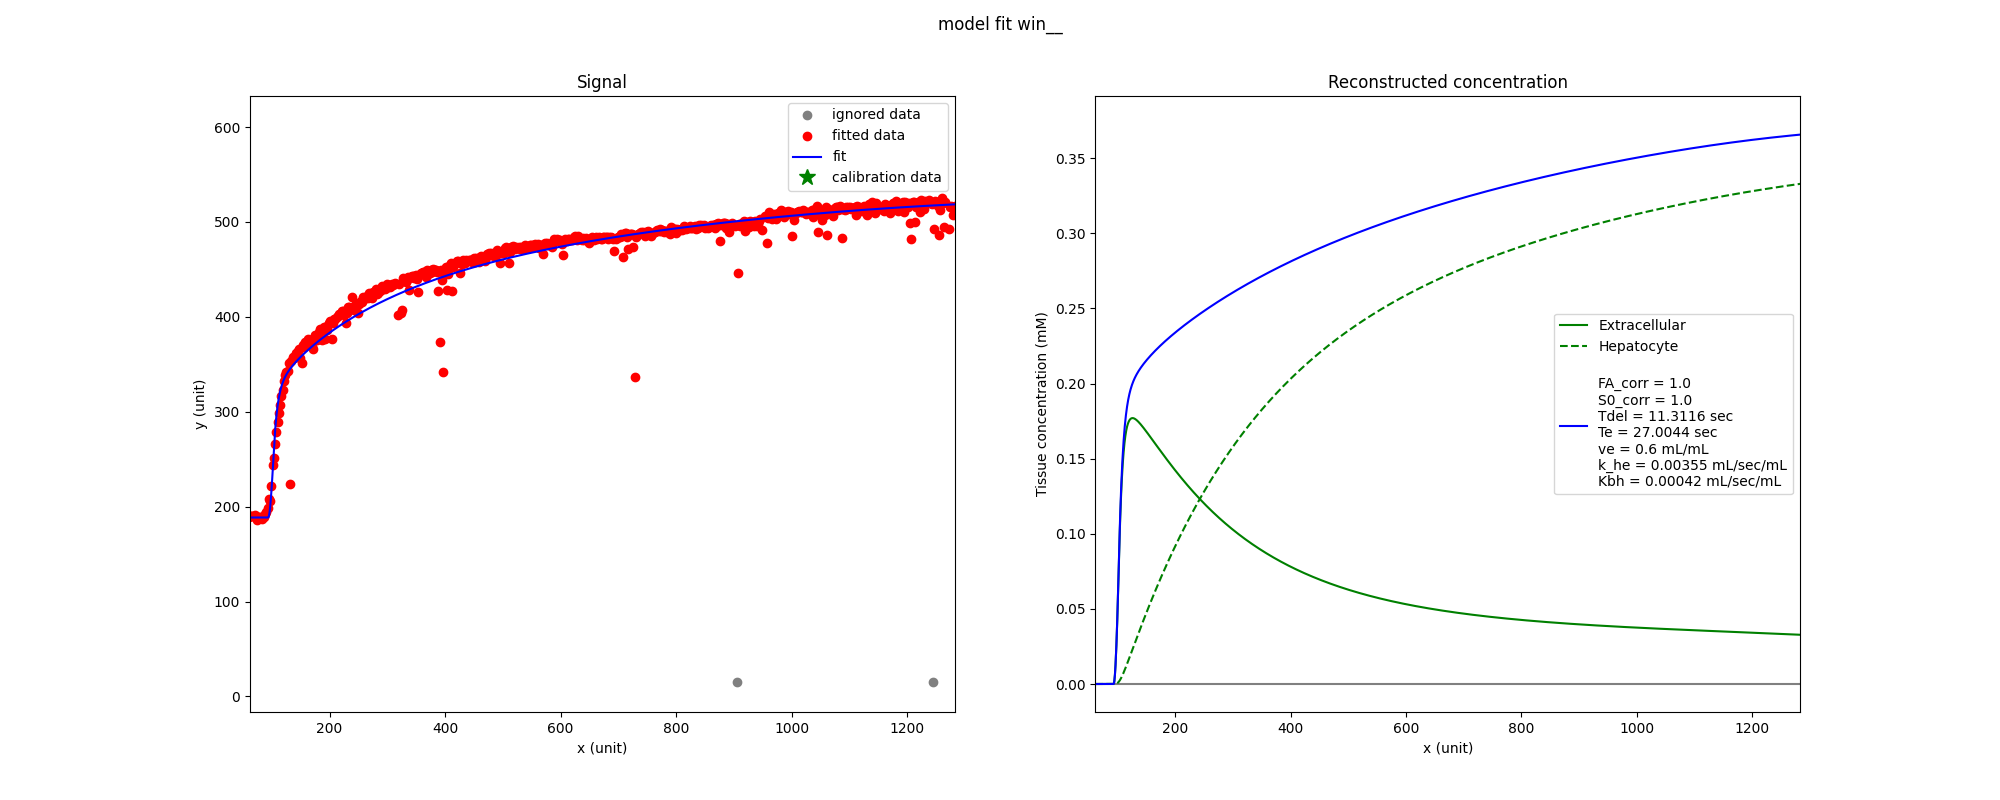 model fit win__
Signal
600
500
400
300
200
100
0
y (unit)
200
400
600
800
1000
1200
x (unit)
ignored data
fitted data
fit
calibration data
Reconstructed concentration
0.35
0.30
0.25
0.20
0.15
0.10
0.05
0.00
Tissue concentration (mM)
200
400
600
800
1000
1200
x (unit)
Extracellular
Hepatocyte
FA_corr = 1.0
S0_corr = 1.0
Tdel = 11.3116 sec
Te = 27.0044 sec
ve = 0.6 mL/mL
k_he = 0.00355 mL/sec/mL
Kbh = 0.00042 mL/sec/mL